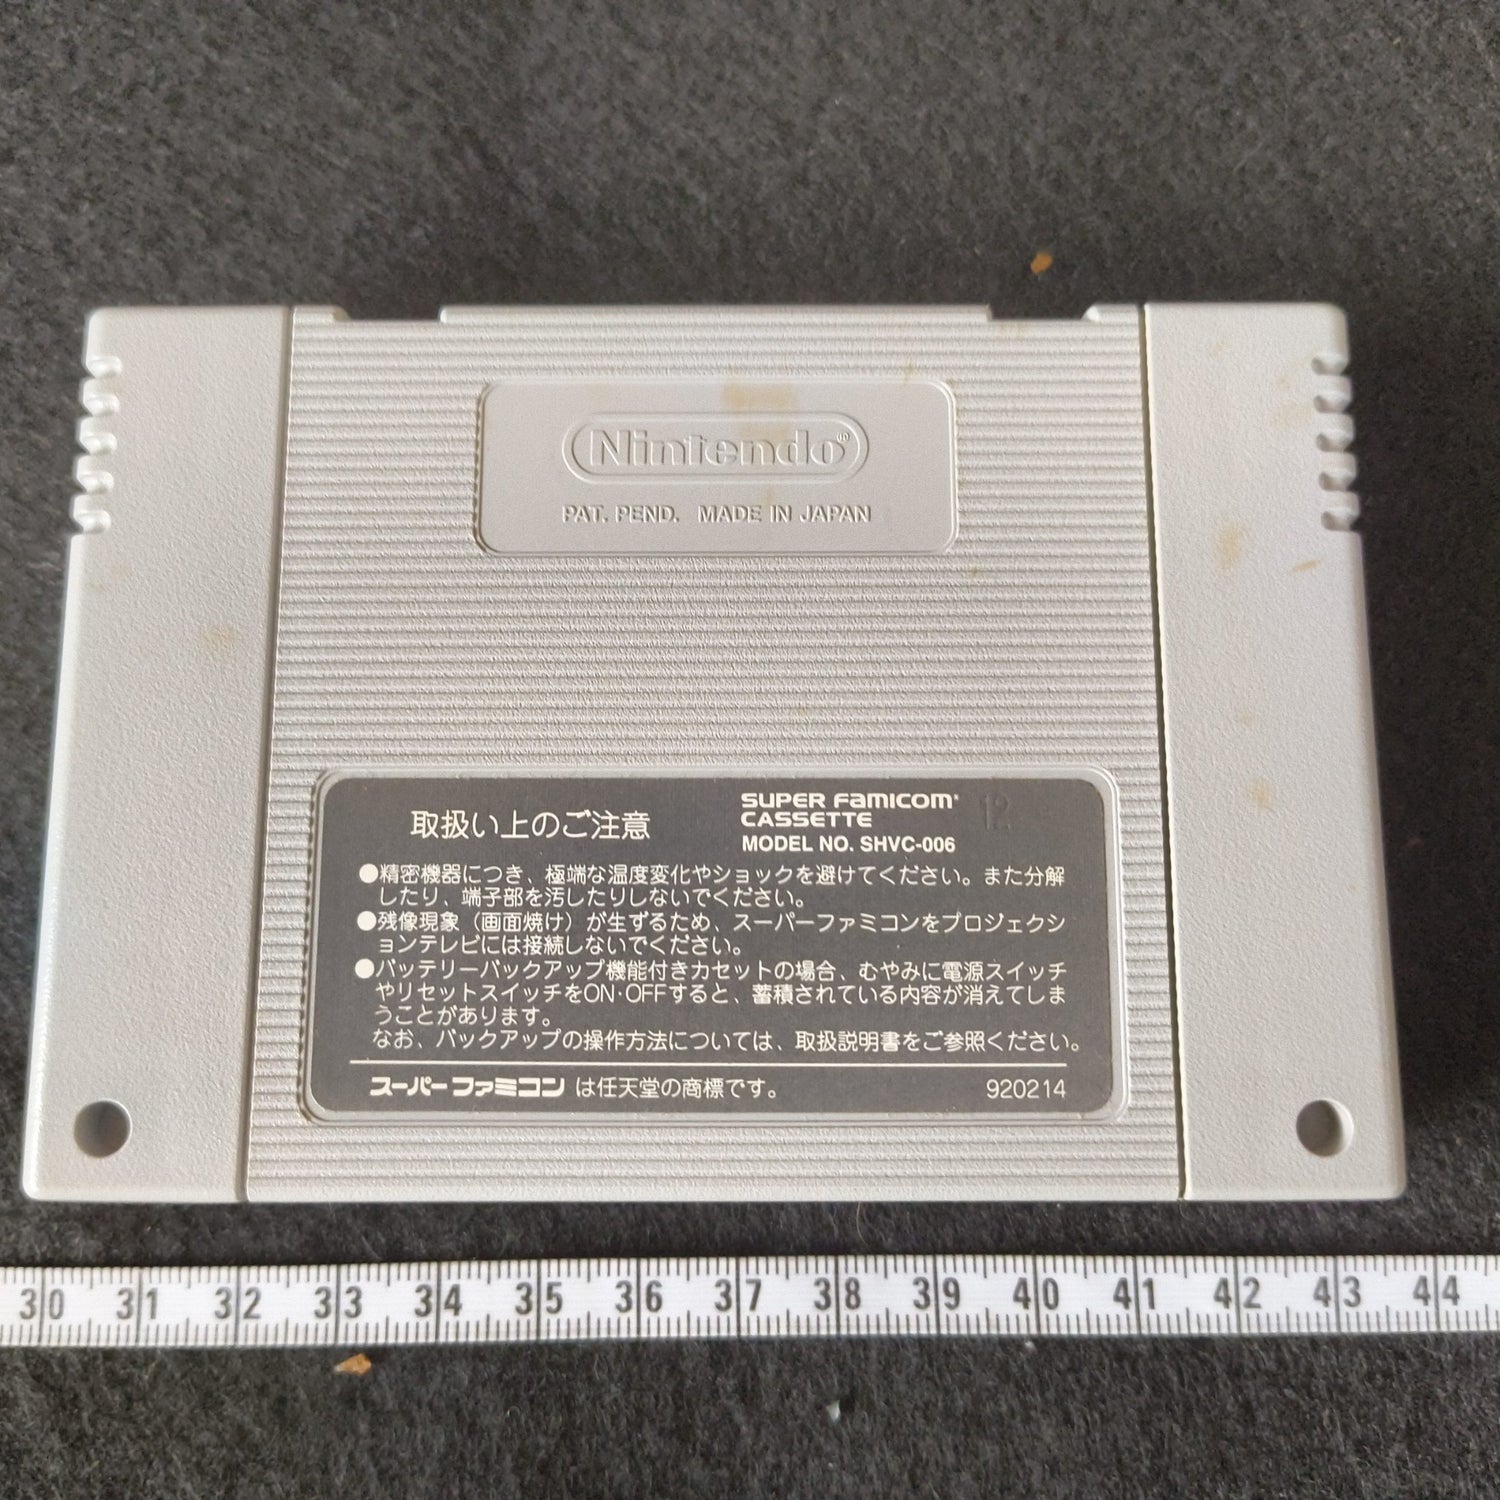 Nintendo®
PAT. PEND. MADE IN JAPAN
取扱い上のご注意
SUPER FAMICOM
CASSETTE
MODEL NO. SHVC-006
12
●精密機器につき、極端な温度変化やショックを避けてください。また分解
したり、端子部を汚したりしないでください。
●残像現象（画面焼け）が生ずるため、スーパーファミコンをプロジェクシ
ョンテレビには接続しないでください。
●バッテリーバックアップ機能付きカセットの場合、むやみに電源スイッチ
やリセットスイッチをON·OFFすると、蓄積されている内容が消えてしま
うことがあります。
なお、バックアップの操作方法については、取扱説明書をご参照ください。
スーパーファミコン は任天堂の商標です。 920214
30 31 32 33 34 35 36 37 38 39 40 41 42 43 44